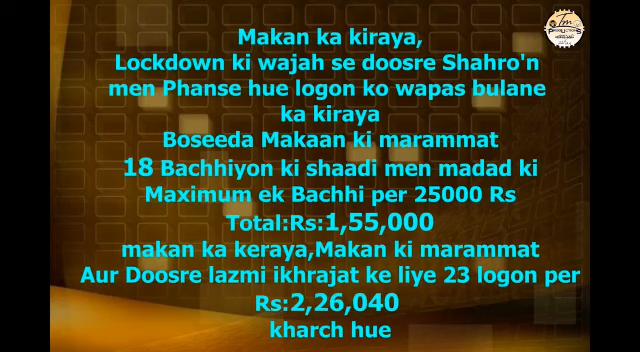 Makan ka kiraya,
Lockdown ki wajah se doosre Shahro'n
men Phanse hue logon ko wapas bulane
ka kiraya
Boseeda Makaan ki marammat
18 Bachhiyon ki shaadi men madad ki
Maximum ek Bachhi per 25000 Rs
Total:Rs:1,55,000
makan ka keraya,Makan ki marammat
Aur Doosre lazmi ikhrajat ke liye 23 logon per
Rs:2,26,040
kharch hue